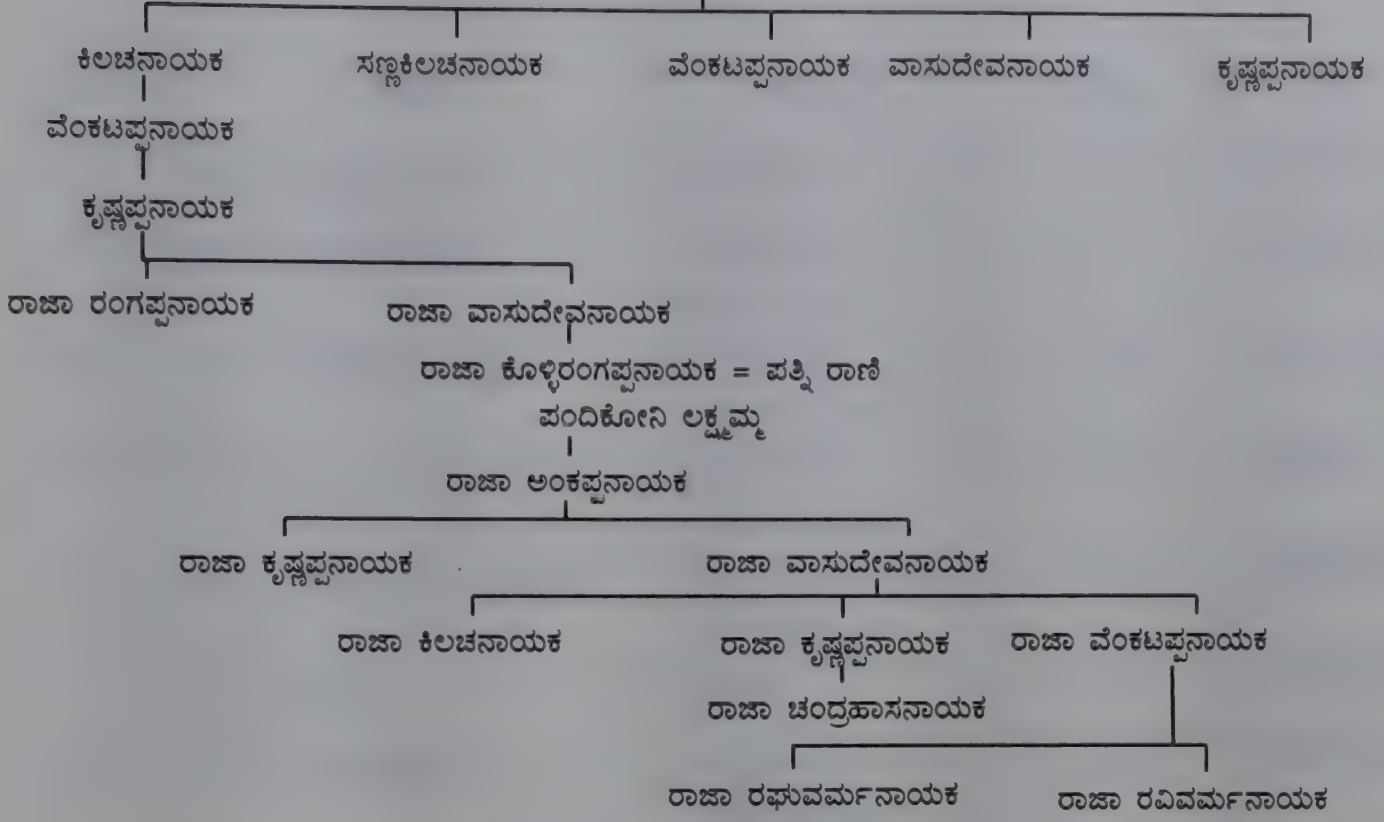 ಕಿಲಚನಾಯಕ ಸಣ್ಣಕಿಲಚನಾಯಕ ವೆಂಕಟಪ್ಪನಾಯಕ ವಾಸುದೇವನಾಯಕ ಕೃಷ್ಣಪ್ಪನಾಯಕ
ವೆಂಕಟಪ್ಪನಾಯಕ
ಕೃಷ್ಣಪ್ಪನಾಯಕ
ರಾಜಾ ರಂಗಪ್ಪನಾಯಕ ರಾಜಾ ವಾಸುದೇವನಾಯಕ
ರಾಜಾ ಕೊಳ್ಳಿರಂಗಪ್ಪನಾಯಕ = ಪತ್ನಿ ರಾಣಿ
ಪಂದಿಕೋನಿ ಲಕ್ಷ್ಮಮ್ಮ
ರಾಜಾ ಅಂಕಪ್ಪನಾಯಕ
ರಾಜಾ ಕೃಷ್ಣಪ್ಪನಾಯಕ ರಾಜಾ ವಾಸುದೇವನಾಯಕ
ರಾಜಾ ಕಿಲಚನಾಯಕ ರಾಜಾ ಕೃಷ್ಣಪ್ಪನಾಯಕ ರಾಜಾ ವೆಂಕಟಪ್ಪನಾಯಕ
ರಾಜಾ ಚಂದ್ರಹಾಸನಾಯಕ
ರಾಜಾ ರಘುವರ್ಮನಾಯಕ ರಾಜಾ ರವಿವರ್ಮನಾಯಕ